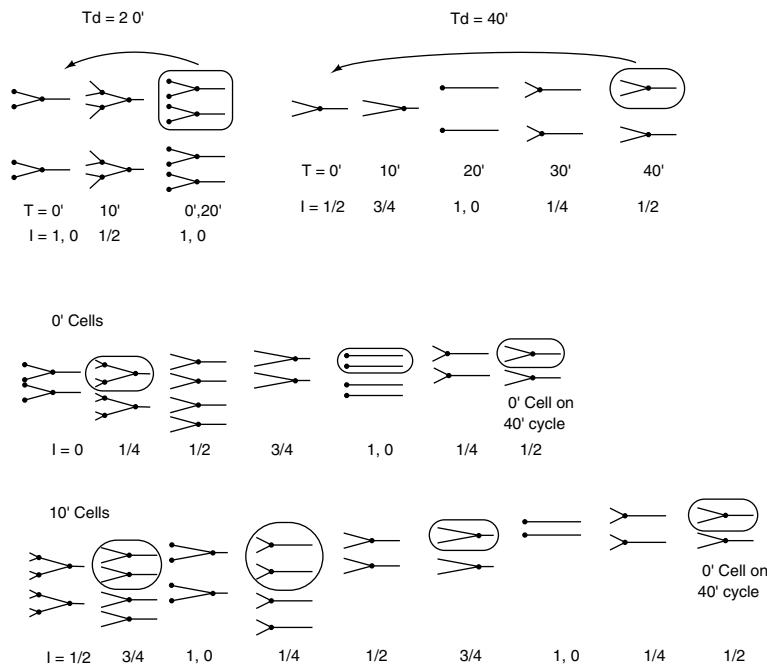 Td = 2 0'
Td = 40'
T = 0' 10' 0',20'
I = 1, 0 1/2 1, 0
T = 0' 10' 20' 30' 40'
I = 1/2 3/4 1, 0 1/4 1/2
0' Cells
0' Cell on
40' cycle
I = 0 1/4 1/2 3/4 1, 0 1/4 1/2
10' Cells
0' Cell on
40' cycle
I = 1/2 3/4 1, 0 1/4 1/2 3/4 1, 0 1/4 1/2